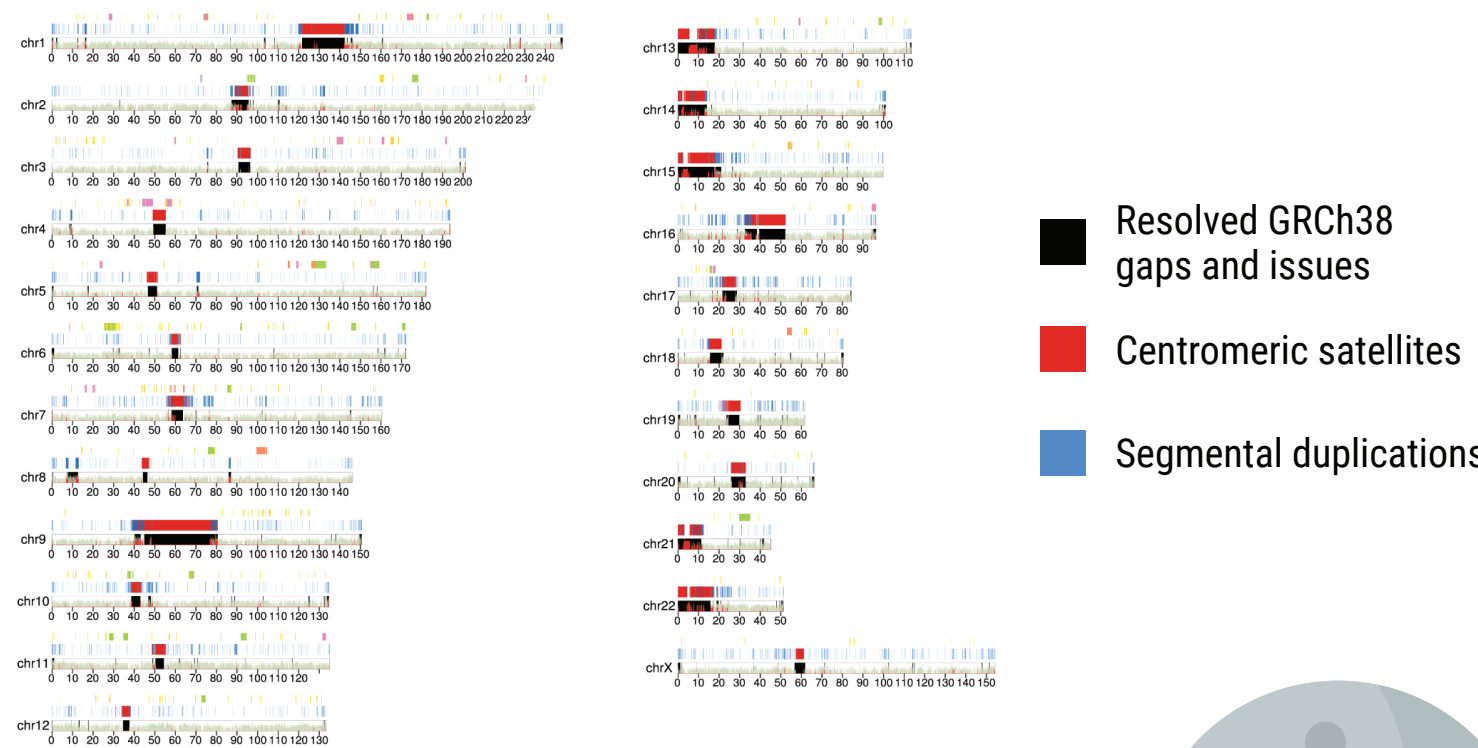 chr1
0 10 20 30 40 50 60 70 80 90 100 110 120 130 140 150 160 170 180 190 200 210 220 230 240
chr2
0 10 20 30 40 50 60 70 80 90 100 110 120 130 140 150 160 170 180 190 200 210 220 23
chr3
0 10 20 30 40 50 60 70 80 90 100 110 120 130 140 150 160 170 180 190 200
chr4
0 10 20 30 40 50 60 70 80 90 100 110 120 130 140 150 160 170 180 190
chr5
0 10 20 30 40 50 60 70 80 90 100 110 120 130 140 150 160 170 180
chr6
0 10 20 30 40 50 60 70 80 90 100 110 120 130 140 150 160 170
chr7
0 10 20 30 40 50 60 70 80 90 100 110 120 130 140 150 160
chr8
0 10 20 30 40 50 60 70 80 90 100 110 120 130 140
chr9
0 10 20 30 40 50 60 70 80 90 100 110 120 130 140 150
chr10
0 10 20 30 40 50 60 70 80 90 100 110 120 130
chr11
0 10 20 30 40 50 60 70 80 90 100 110 120
chr12
0 10 20 30 40 50 60 70 80 90 100 110 120 130
chr13
0 10 20 30 40 50 60 70 80 90 100 110
chr14
0 10 20 30 40 50 60 70 80 90 100
chr15
0 10 20 30 40 50 60 70 80 90
chr16
0 10 20 30 40 50 60 70 80 90
chr17
0 10 20 30 40 50 60 70 80
chr18
0 10 20 30 40 50 60 70 80
chr19
0 10 20 30 40 50 60
chr20
0 10 20 30 40 50 60
chr21
0 10 20 30 40
chr22
0 10 20 30 40 50
chrX
0 10 20 30 40 50 60 70 80 90 100 110 120 130 140 150
Resolved GRCh38
gaps and issues
Centromeric satellites
Segmental duplications